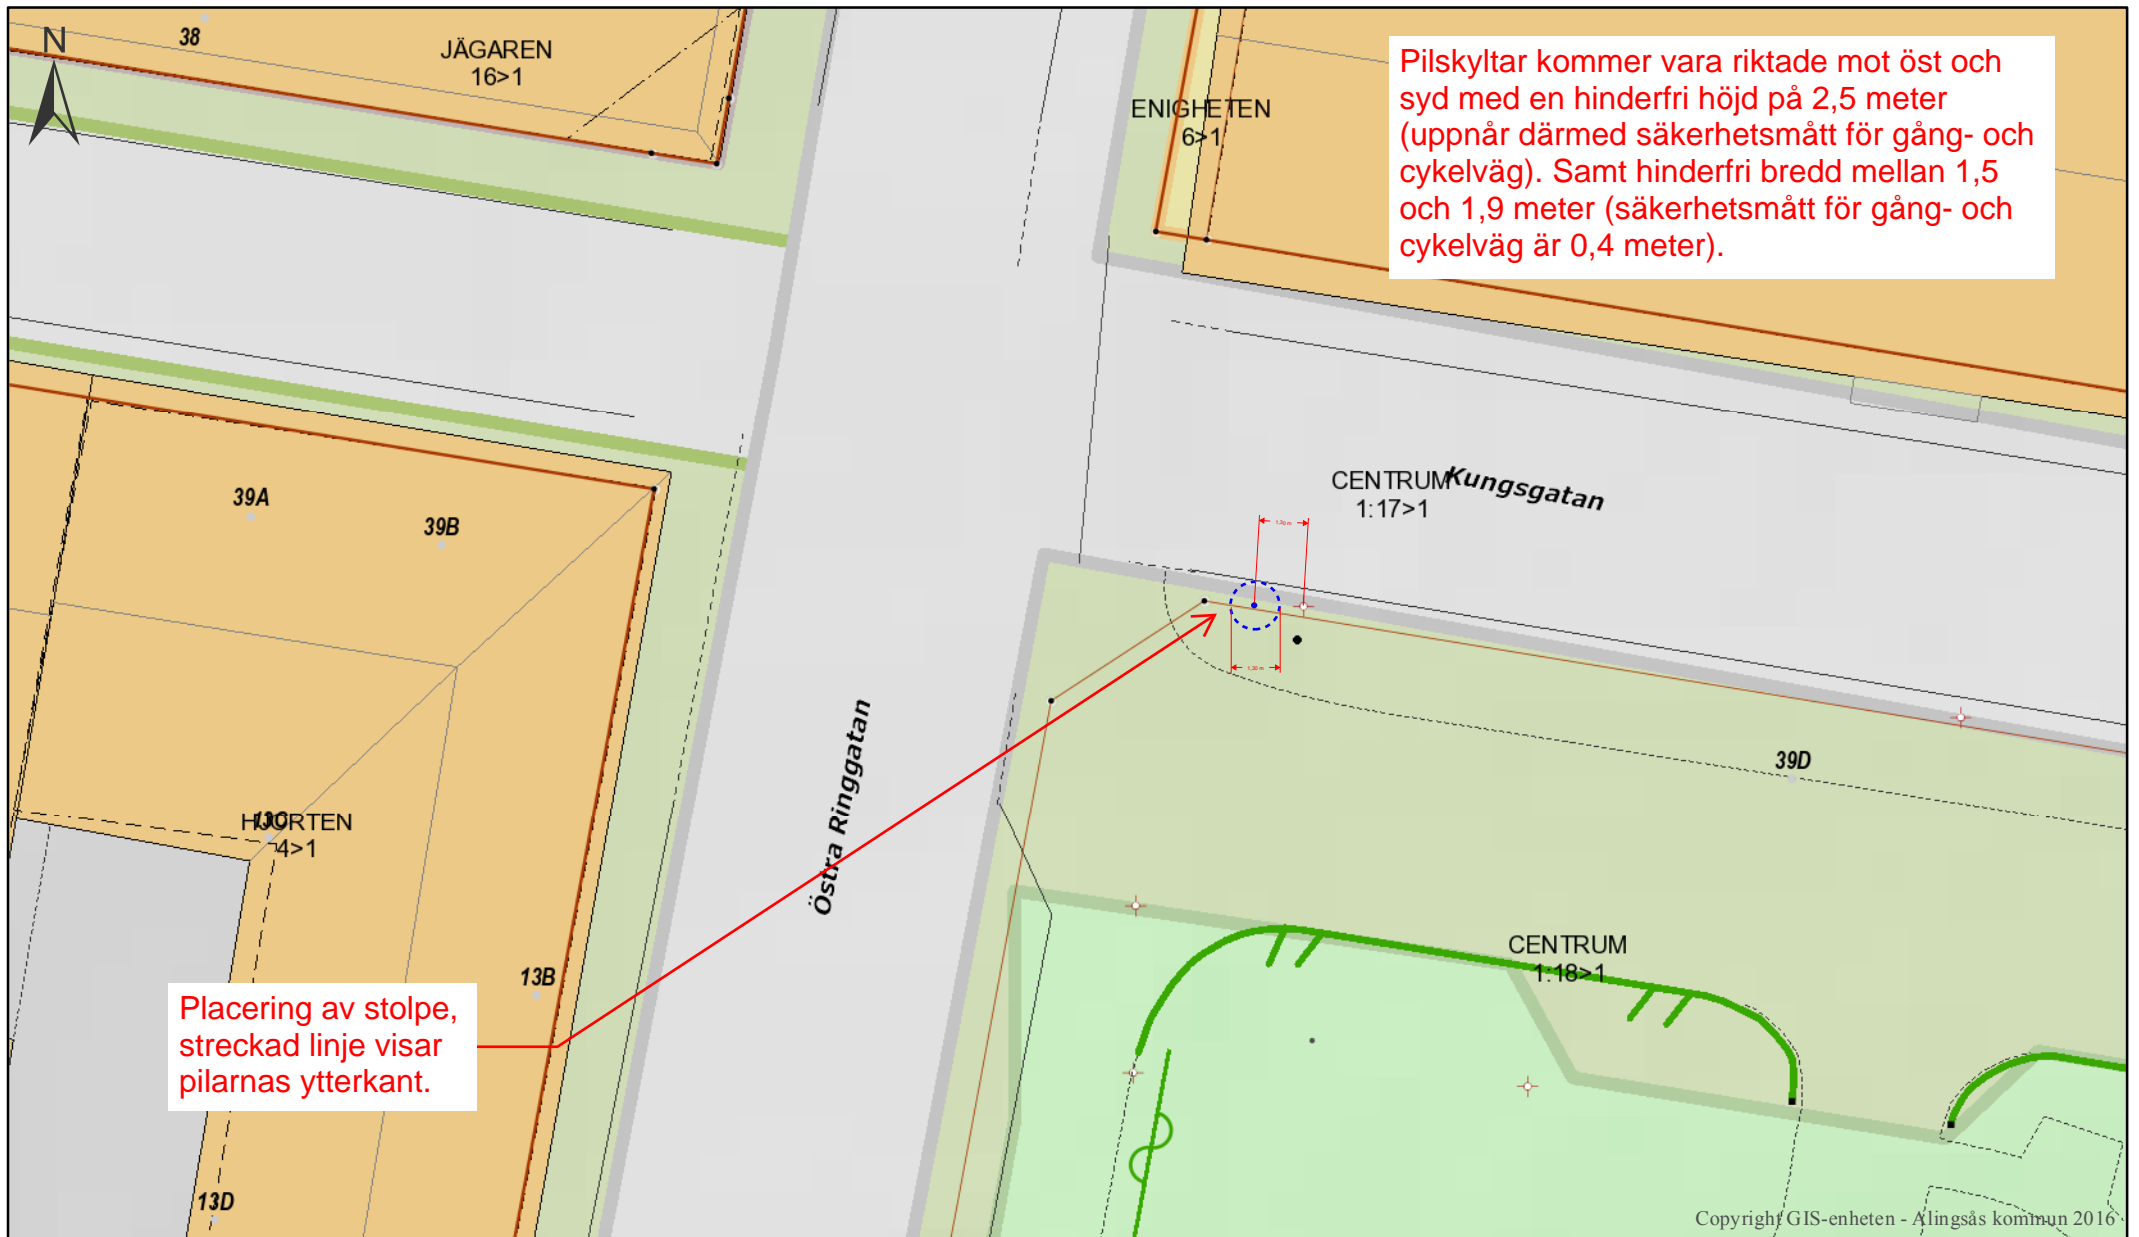 N
38
JÄGAREN
16>1
ENIGHETEN
6>1
Pilskyltar kommer vara riktade mot öst och
syd med en hinderfri höjd på 2,5 meter
(uppnår därmed säkerhetsmått för gång- och
cykelväg). Samt hinderfri bredd mellan 1,5
och 1,9 meter (säkerhetsmått för gång- och
cykelväg är 0,4 meter).
39A
39B
CENTRUM
1:17>1
Kungsgatan
Östra Ringgatan
39D
HJORTEN
4>1
13C
13B
CENTRUM
1:18>1
Placering av stolpe,
streckad linje visar
pilarnas ytterkant.
13D
Copyright GIS-enheten - Alingsås kommun 2016